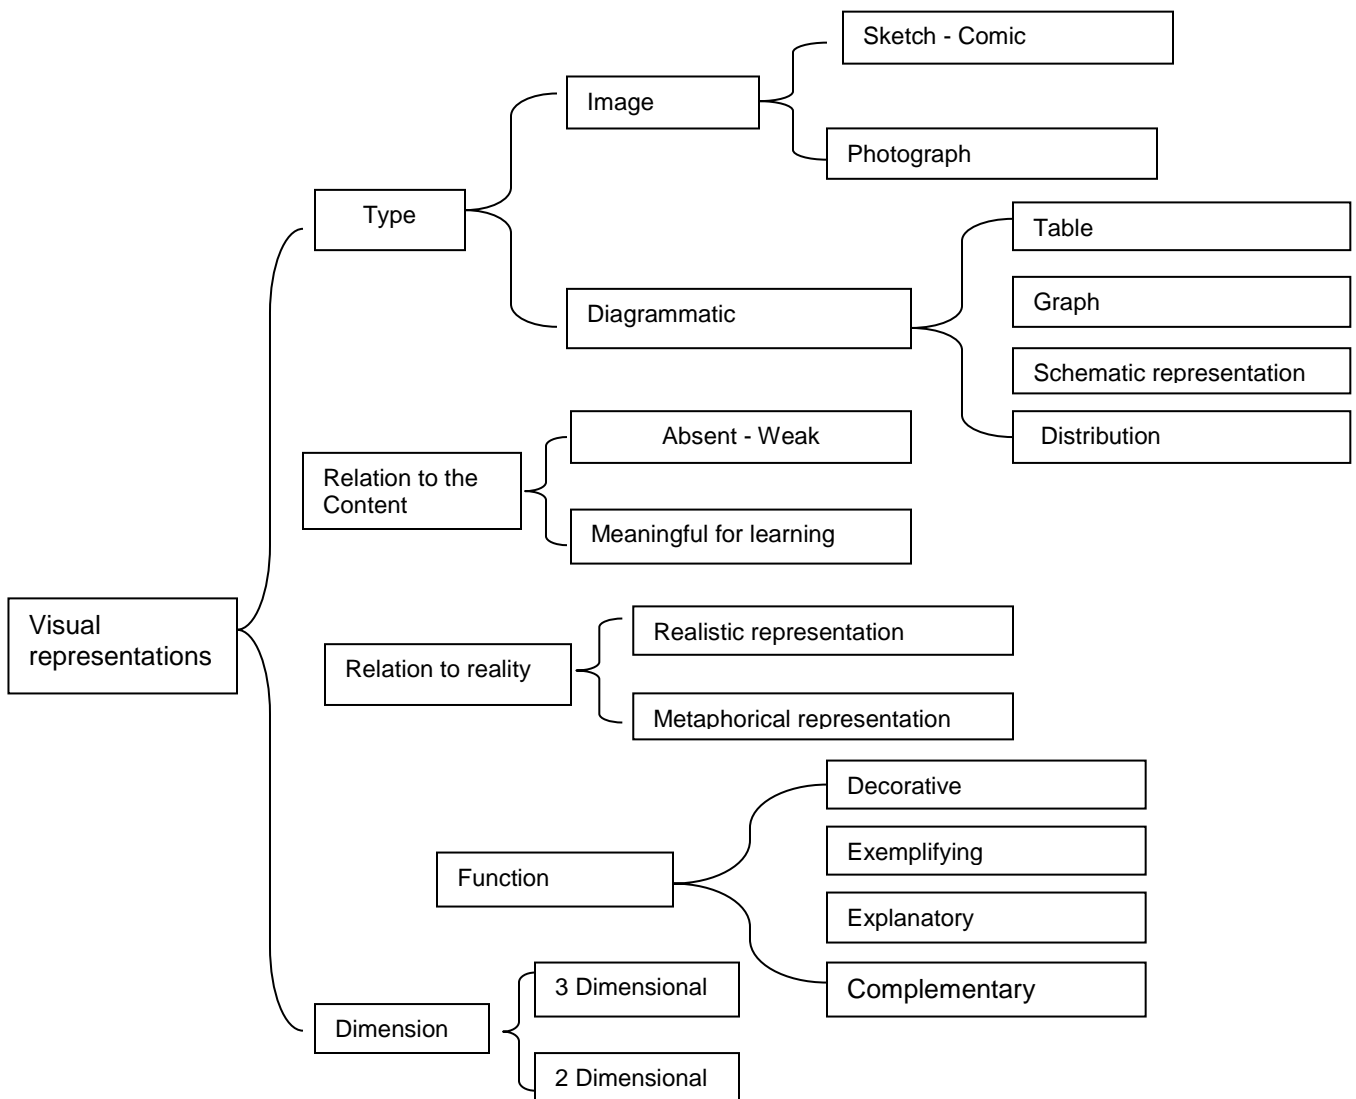 Sketch - Comic
Image
Photograph
Type
Table
Graph
Diagrammatic
Schematic representation
Distribution
Absent - Weak
Relation to the
Content
Meaningful for learning
Visual
representations
Realistic representation
Relation to reality
Metaphorical representation
Decorative
Exemplifying
Function
Explanatory
Complementary
3 Dimensional
Dimension
2 Dimensional